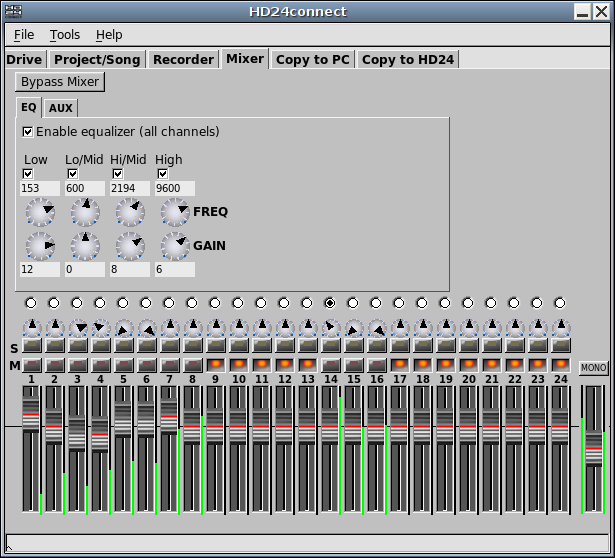 HD24connect
File Tools Help
Drive Project/Song Recorder Mixer Copy to PC Copy to HD24
Bypass Mixer
EQ AUX
Enable equalizer (all channels)
Low Lo/Mid Hi/Mid High
153 600 2194 9600
FREQ
GAIN
12 0 8 6
S
M MONO
1 2 3 4 5 6 7 8 9 10 11 12 13 14 15 16 17 18 19 20 21 22 23 24